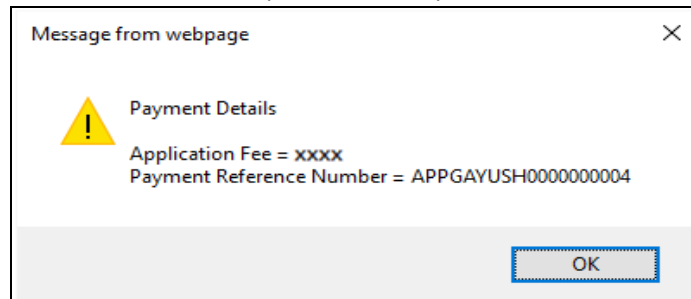 Message from webpage
Payment Details
Application Fee = xxxx
Payment Reference Number = APPGAYUSH0000000004
OK